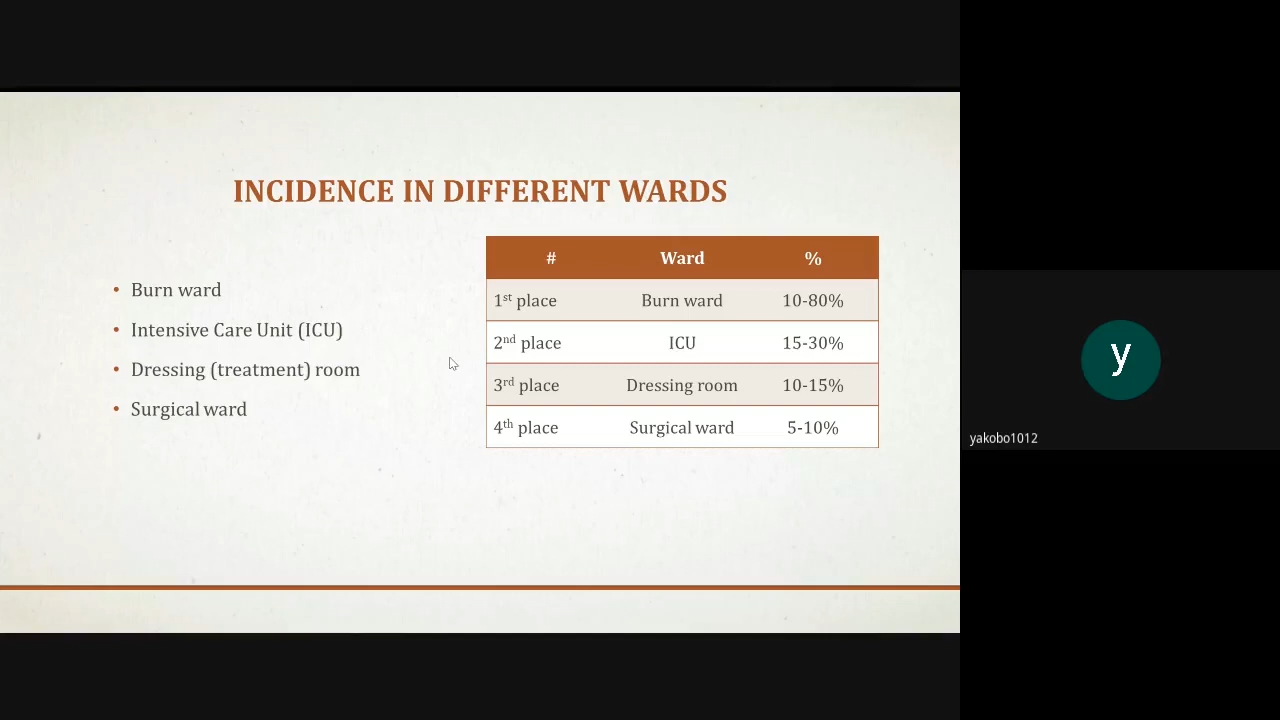 INCIDENCE IN DIFFERENT WARDS
• Burn ward
• Intensive Care Unit (ICU)
• Dressing (treatment) room
• Surgical ward
# Ward %
1st place Burn ward 10-80%
2nd place ICU 15-30%
3rd place Dressing room 10-15%
4th place Surgical ward 5-10%
y
yakobo1012